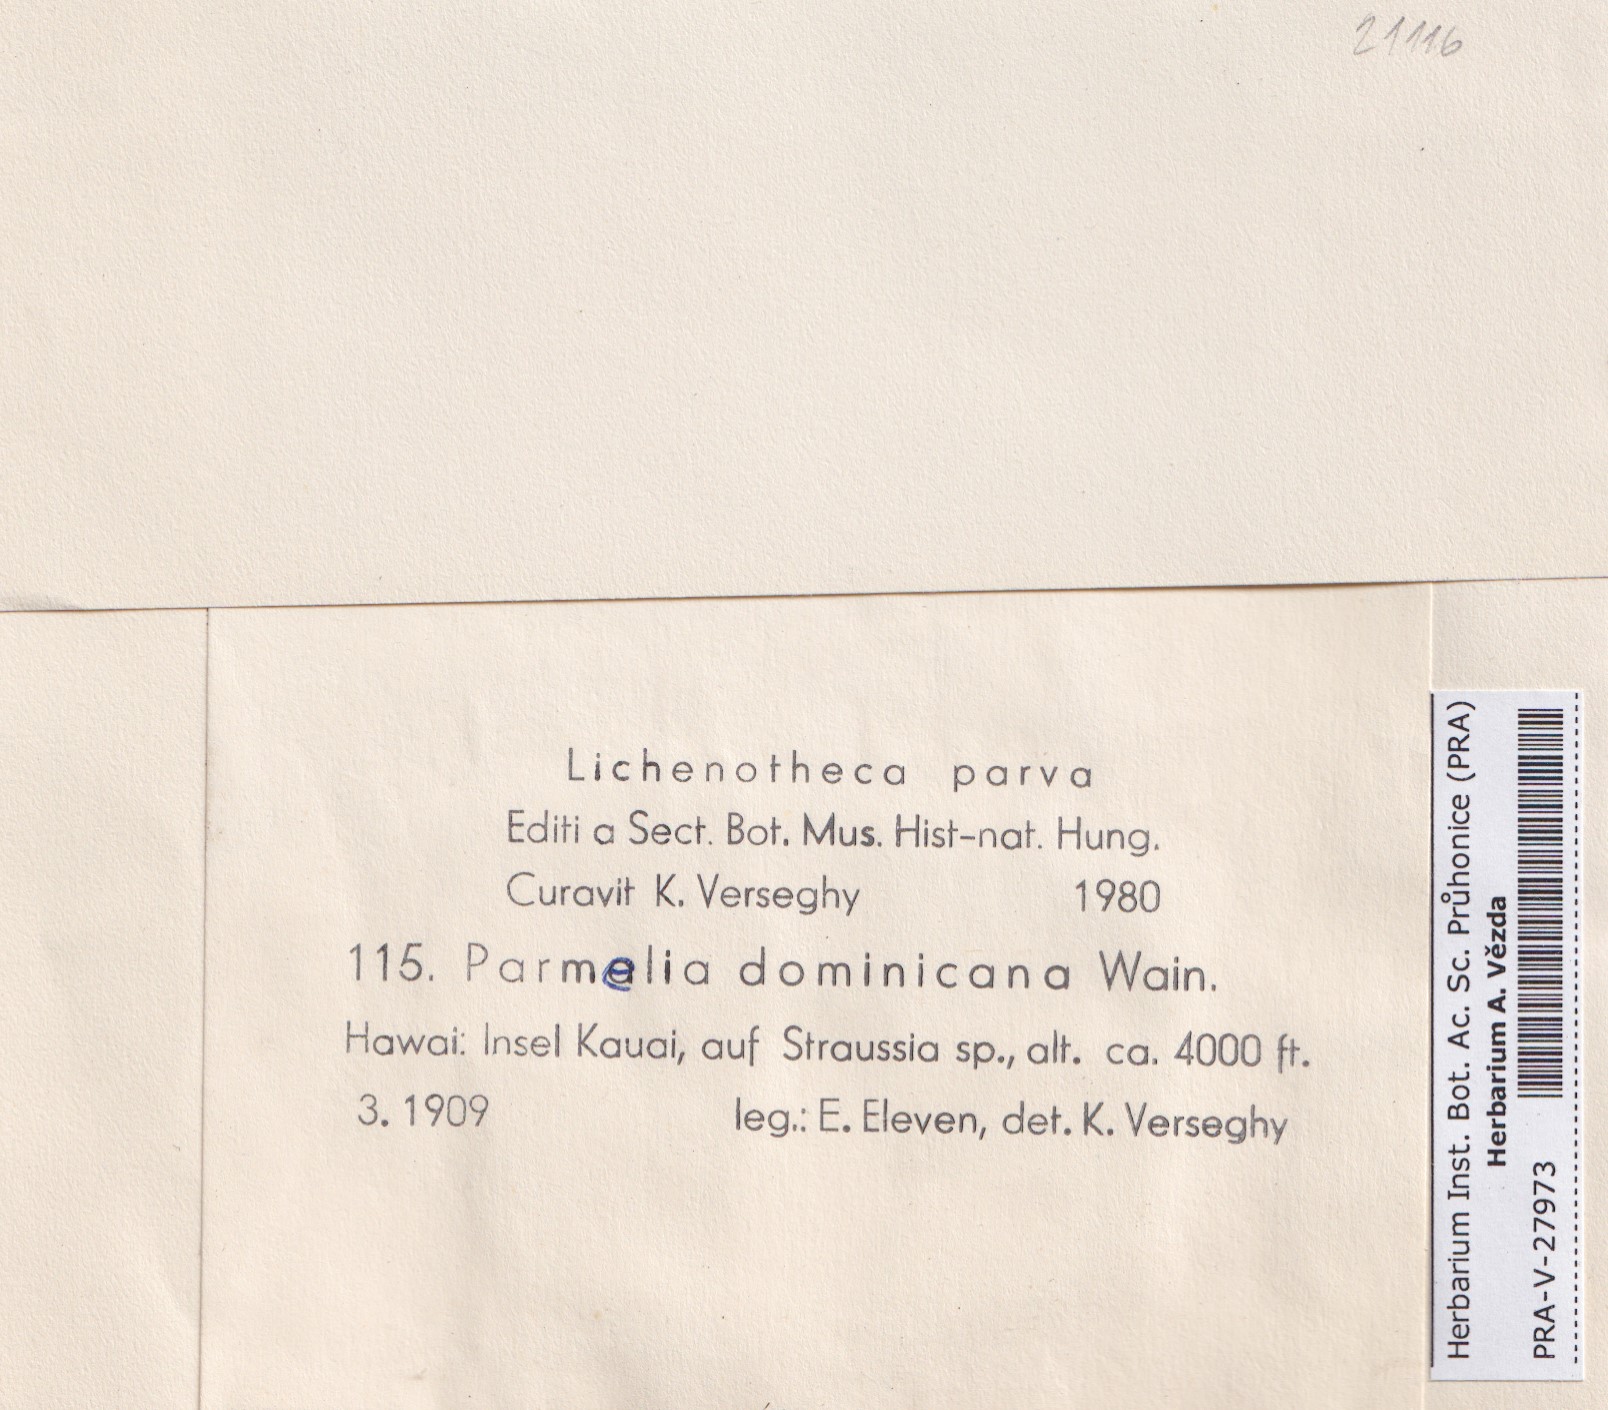 21116
Lichenotheca parva
Editi a Sect. Bot. Mus. Hist-nat. Hung.
Curavit K. Verseghy 1980
115. Parmelia dominicana Wain.
Hawai: Insel Kauai, auf Straussia sp., alt. ca. 4000 ft.
3. 1909 leg.: E. Eleven, det. K. Verseghy
Herbarium Inst. Bot. Ac. Sc. Průhonice (PRA)
Herbarium A. Vězda
PRA-V-27973